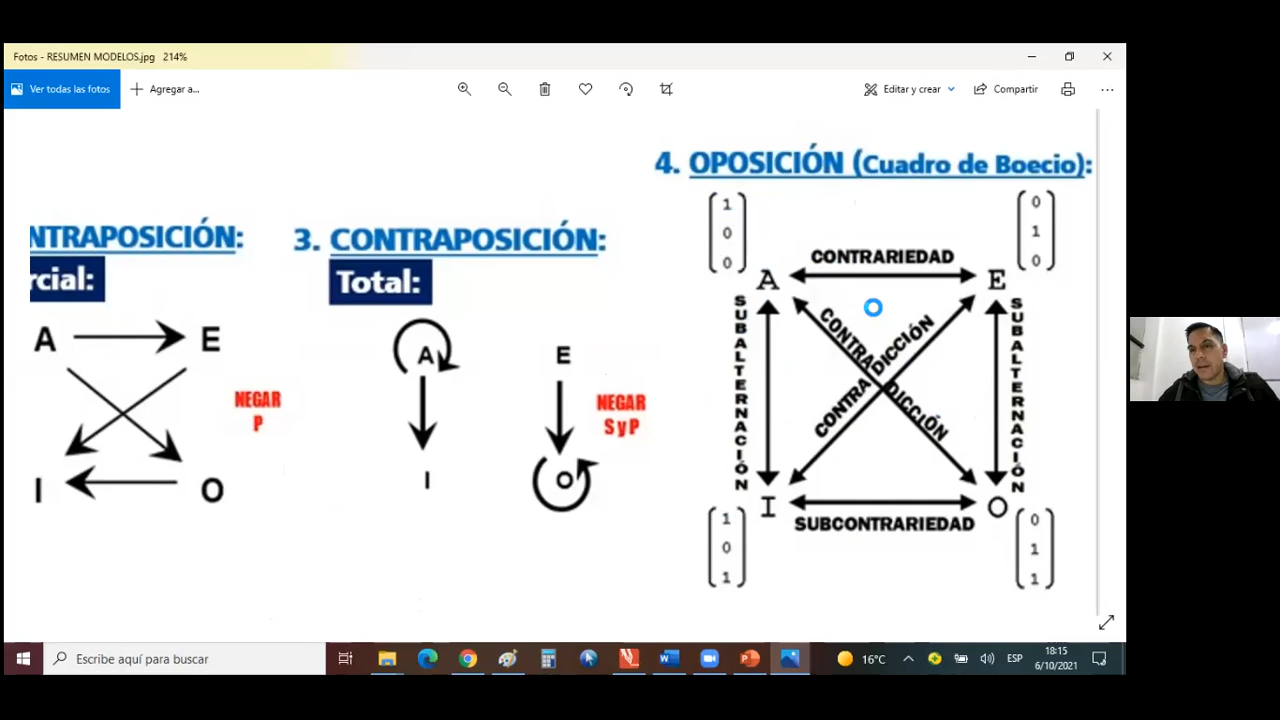 Fotos - RESUMEN MODELOS.jpg 214%
Ver todas las fotos
Agregar a...
Editar y crear
Compartir
NTRAPOSICIÓN:
rcial:
A
E
I
O
NEGAR
P
3. CONTRAPOSICIÓN:
Total:
A
I
E
O
NEGAR
S y P
4. OPOSICIÓN (Cuadro de Boecio):
1
0
0
0
1
0
CONTRARIEDAD
A
E
SUBALTERNACIÓN
CONTRADICCIÓN
CONTRADICCIÓN
SUBALTERNACIÓN
I
O
SUBCONTRARIEDAD
1
0
1
0
1
1
Escribe aquí para buscar
16°C
ESP
18:15
6/10/2021